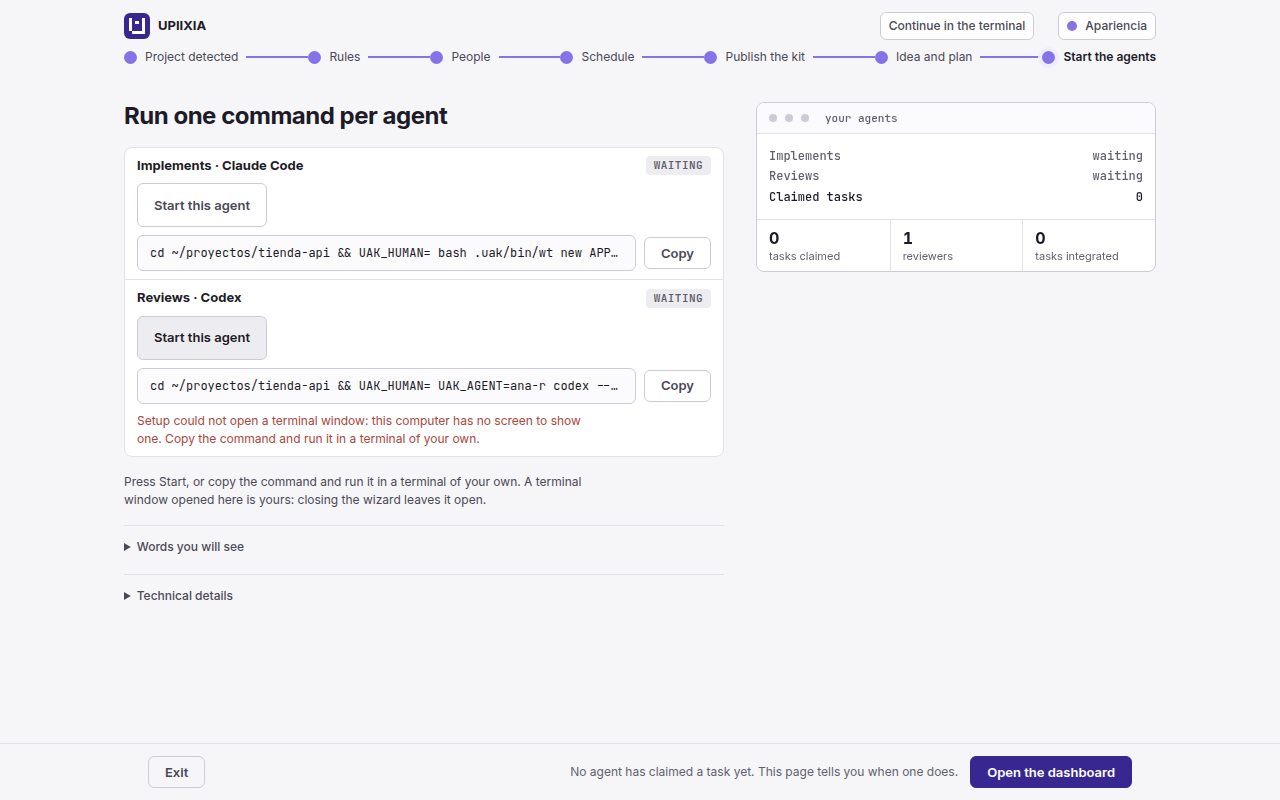 UPIIXIA
Continue in the terminal
Apariencia
Project detected
Rules
People
Schedule
Publish the kit
Idea and plan
Start the agents
Run one command per agent
Implements · Claude Code
WAITING
Start this agent
cd ~/proyectos/tienda-api && UAK_HUMAN= bash .uak/bin/wt new APP…
Copy
Reviews · Codex
WAITING
Start this agent
cd ~/proyectos/tienda-api && UAK_HUMAN= UAK_AGENT=ana-r codex --…
Copy
Setup could not open a terminal window: this computer has no screen to show
one. Copy the command and run it in a terminal of your own.
Press Start, or copy the command and run it in a terminal of your own. A terminal
window opened here is yours: closing the wizard leaves it open.
Words you will see
Technical details
your agents
Implements waiting
Reviews waiting
Claimed tasks 0
0
tasks claimed
1
reviewers
0
tasks integrated
Exit
No agent has claimed a task yet. This page tells you when one does.
Open the dashboard